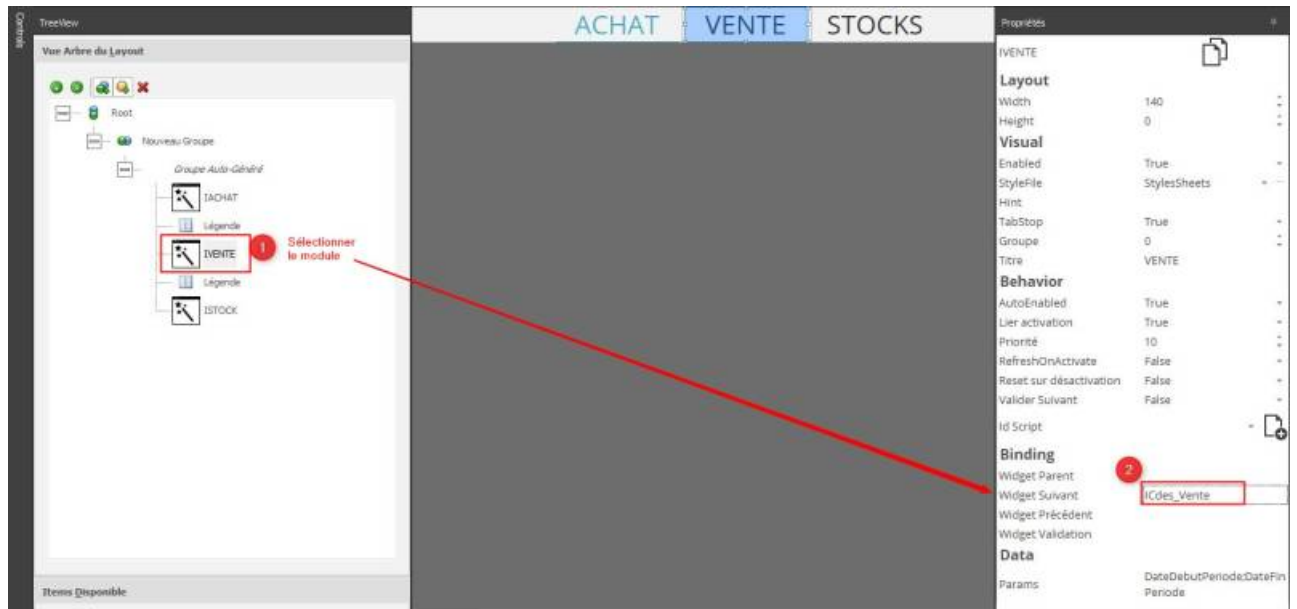 Controls
TreeView
Vue Arbre du Layout
Root
Nouveau Groupe
Groupe Auto-Généré
IACHAT
Légende
IVENTE
1
Sélectionner
le module
Légende
ISTOCK
Items Disponible
ACHAT VENTE STOCKS
Propriétés
IVENTE
Layout
Width 140
Height 0
Visual
Enabled True
StyleFile StylesSheets
Hint
TabStop True
Groupe 0
Titre VENTE
Behavior
AutoEnabled True
Lier activation True
Priorité 10
RefreshOnActivate False
Reset sur désactivation False
Valider Suivant False
Id Script
Binding
Widget Parent
2
Widget Suivant ICdes_Vente
Widget Précédent
Widget Validation
Data
Params DateDebutPeriode;DateFin
Periode